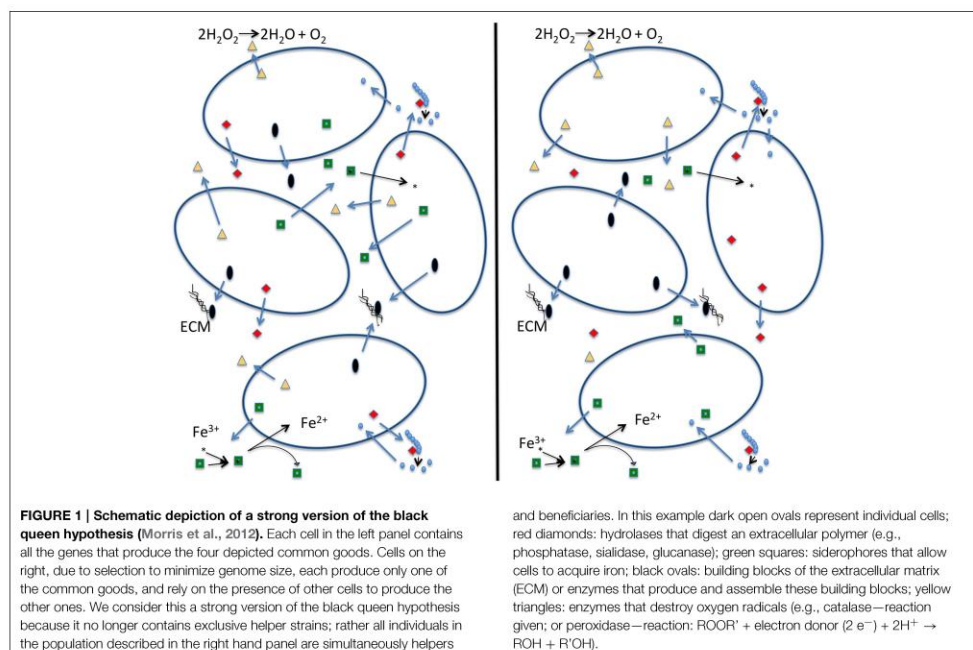 2H₂O₂→2H₂O + O₂
ECM
Fe³⁺
*
Fe²⁺
*
2H₂O₂→2H₂O + O₂
+
ECM
Fe³⁺
*
Fe²⁺
FIGURE 1 | Schematic depiction of a strong version of the black
queen hypothesis (Morris et al., 2012). Each cell in the left panel contains
all the genes that produce the four depicted common goods. Cells on the
right, due to selection to minimize genome size, each produce only one of
the common goods, and rely on the presence of other cells to produce the
other ones. We consider this a strong version of the black queen hypothesis
because it no longer contains exclusive helper strains; rather all individuals in
the population described in the right hand panel are simultaneously helpers
and beneficiaries. In this example dark open ovals represent individual cells;
red diamonds: hydrolases that digest an extracellular polymer (e.g.,
phosphatase, sialidase, glucanase); green squares: siderophores that allow
cells to acquire iron; black ovals: building blocks of the extracellular matrix
(ECM) or enzymes that produce and assemble these building blocks; yellow
triangles: enzymes that destroy oxygen radicals (e.g., catalase—reaction
given; or peroxidase—reaction: ROOR' + electron donor (2 e⁻) + 2H⁺ →
ROH + R'OH).